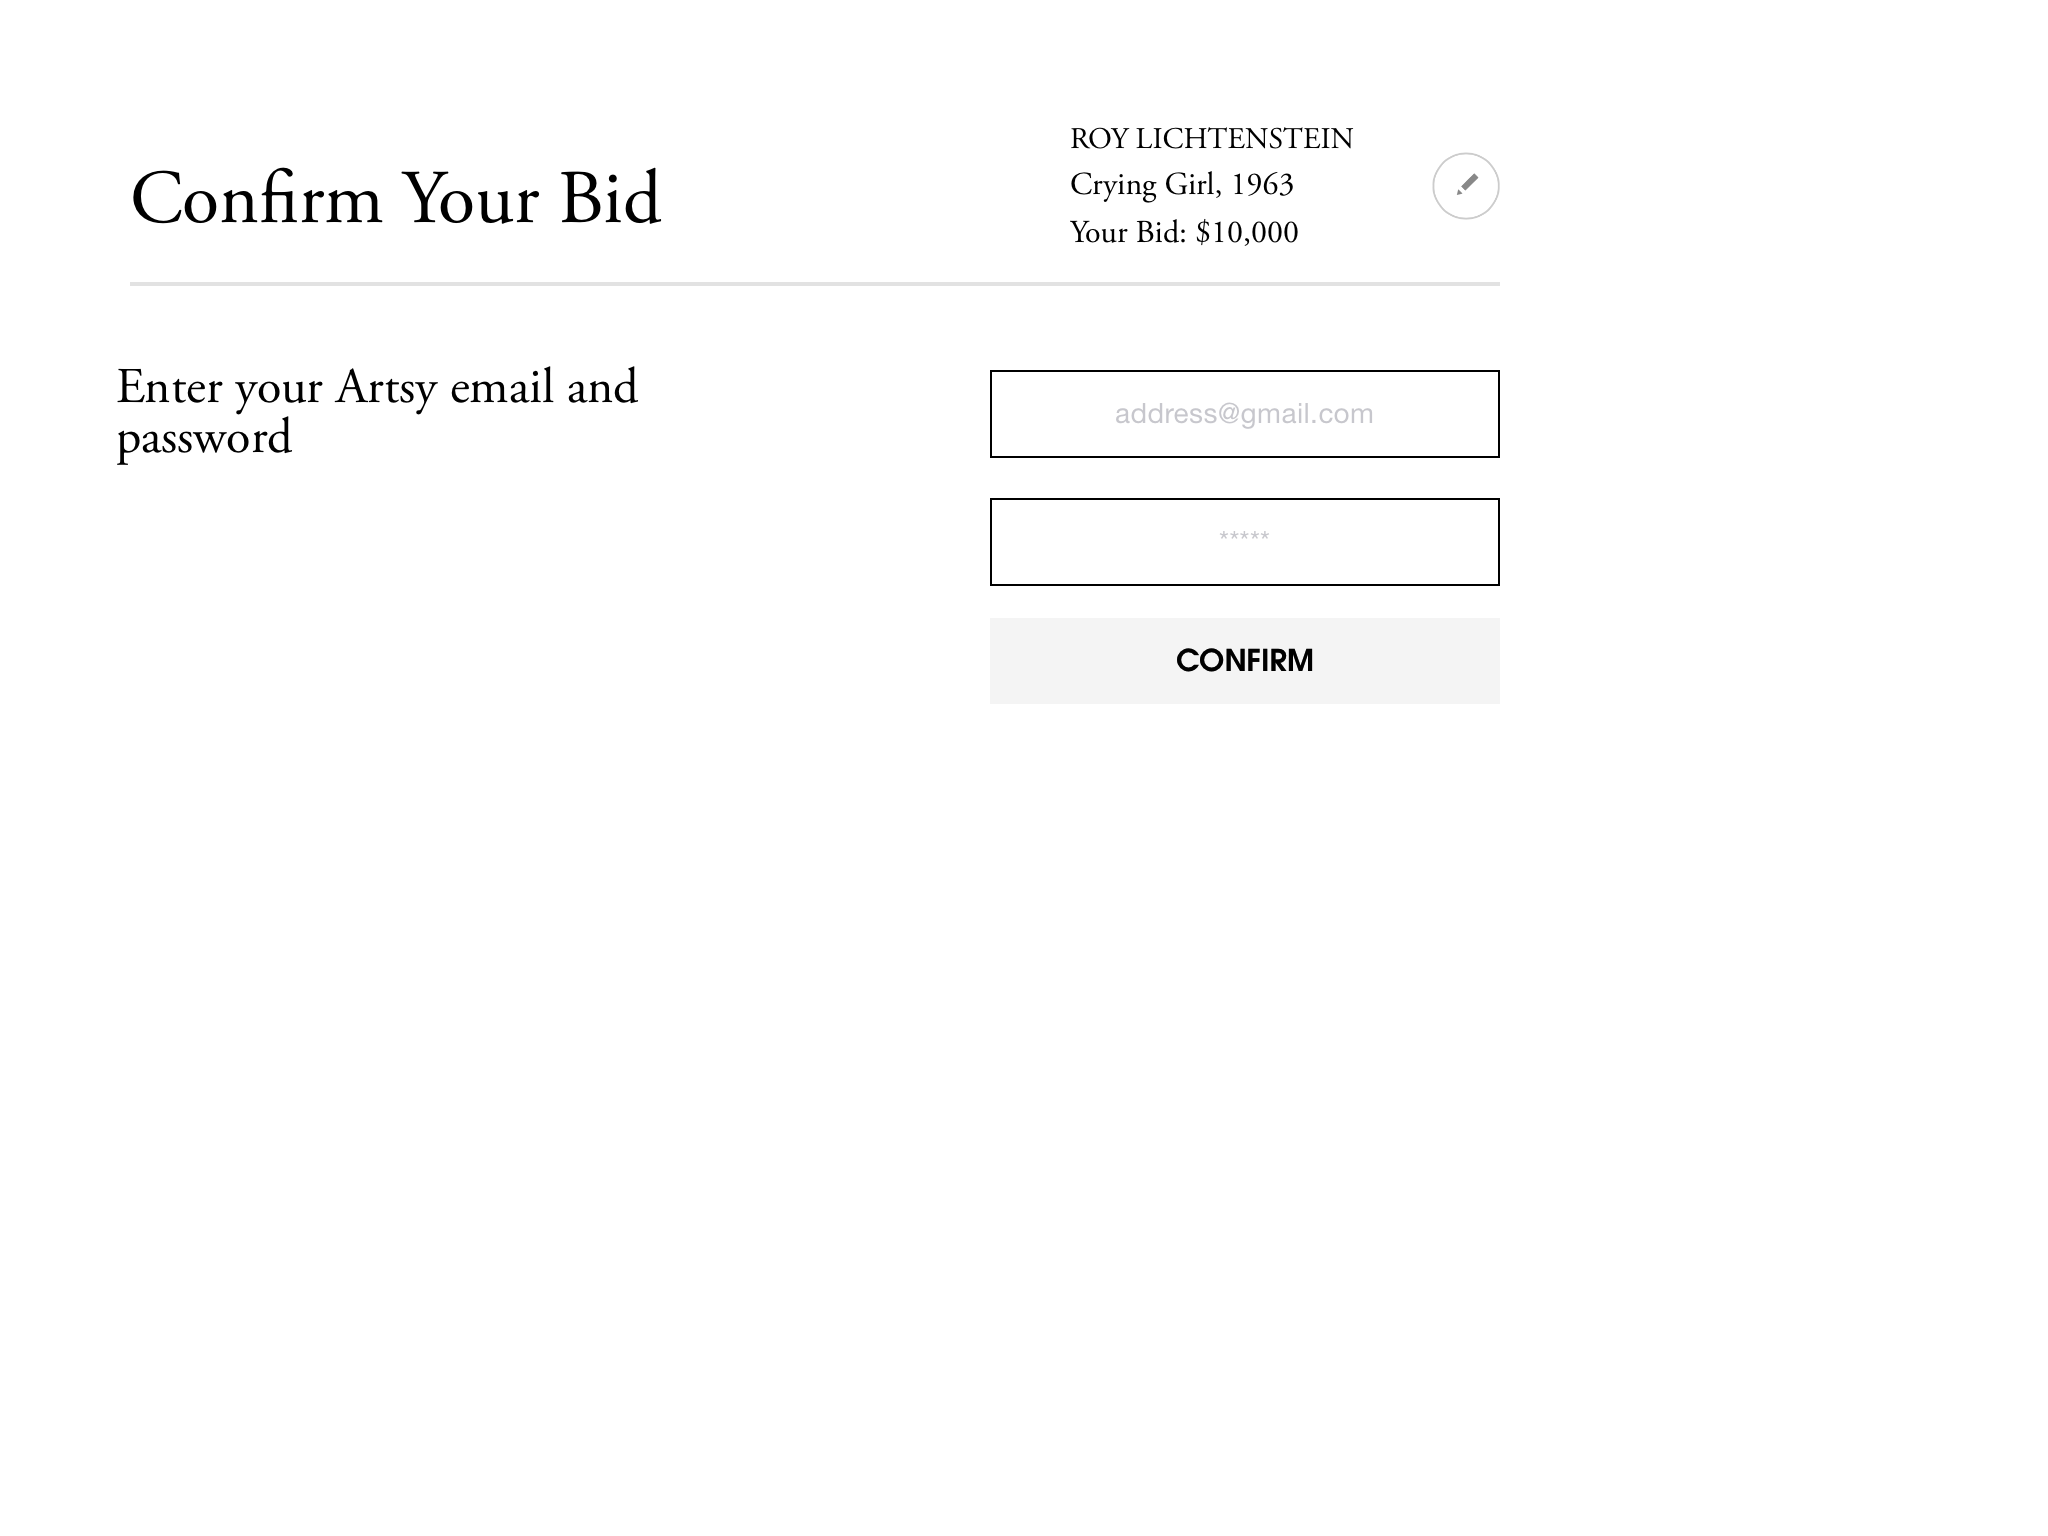 Confirm Your Bid
ROY LICHTENSTEIN
Crying Girl, 1963
Your Bid: $10,000
Enter your Artsy email and
password
address@gmail.com
*****
CONFIRM